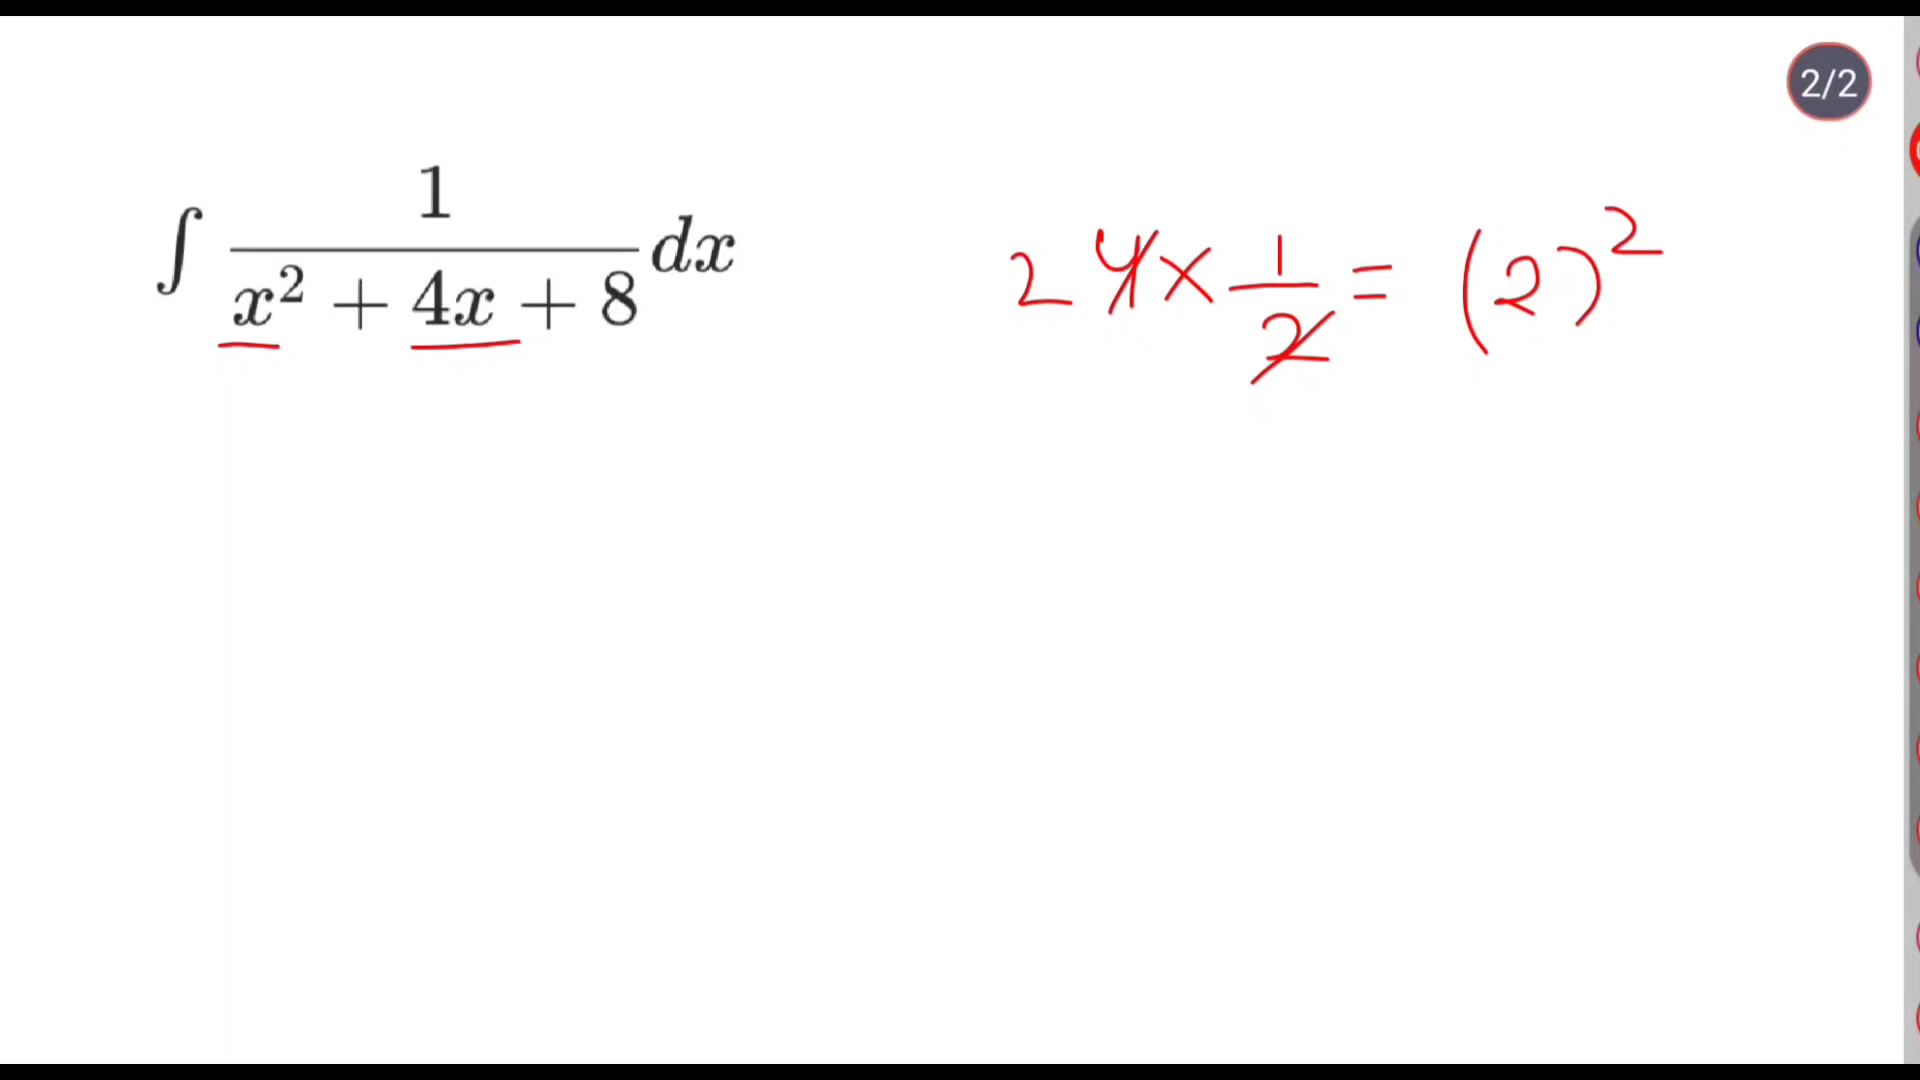 2/2
∫ 1/(x² + 4x + 8) dx
2 4 × 1/2 = (2)²